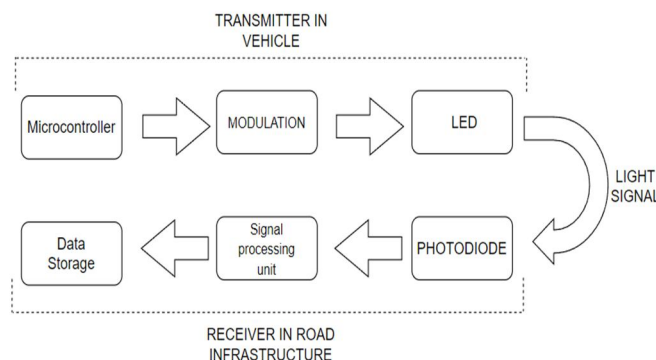 TRANSMITTER IN
VEHICLE
Microcontroller
MODULATION
LED
LIGHT
SIGNAL
Data
Storage
Signal
processing
unit
PHOTODIODE
RECEIVER IN ROAD
INFRASTRUCTURE